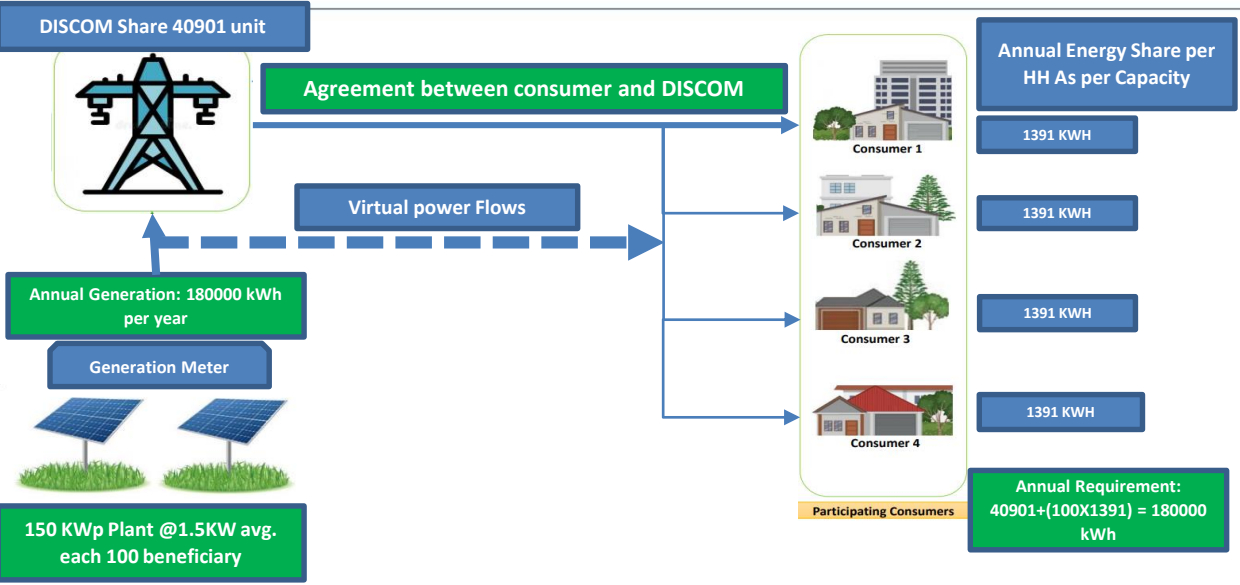 DISCOM Share 40901 unit
Agreement between consumer and DISCOM
Virtual power Flows
Annual Generation: 180000 kWh
per year
Generation Meter
150 KWp Plant @1.5KW avg.
each 100 beneficiary
Consumer 1
Consumer 2
Consumer 3
Consumer 4
Participating Consumers
Annual Energy Share per
HH As per Capacity
1391 KWH
1391 KWH
1391 KWH
1391 KWH
Annual Requirement:
40901+(100X1391) = 180000
kWh